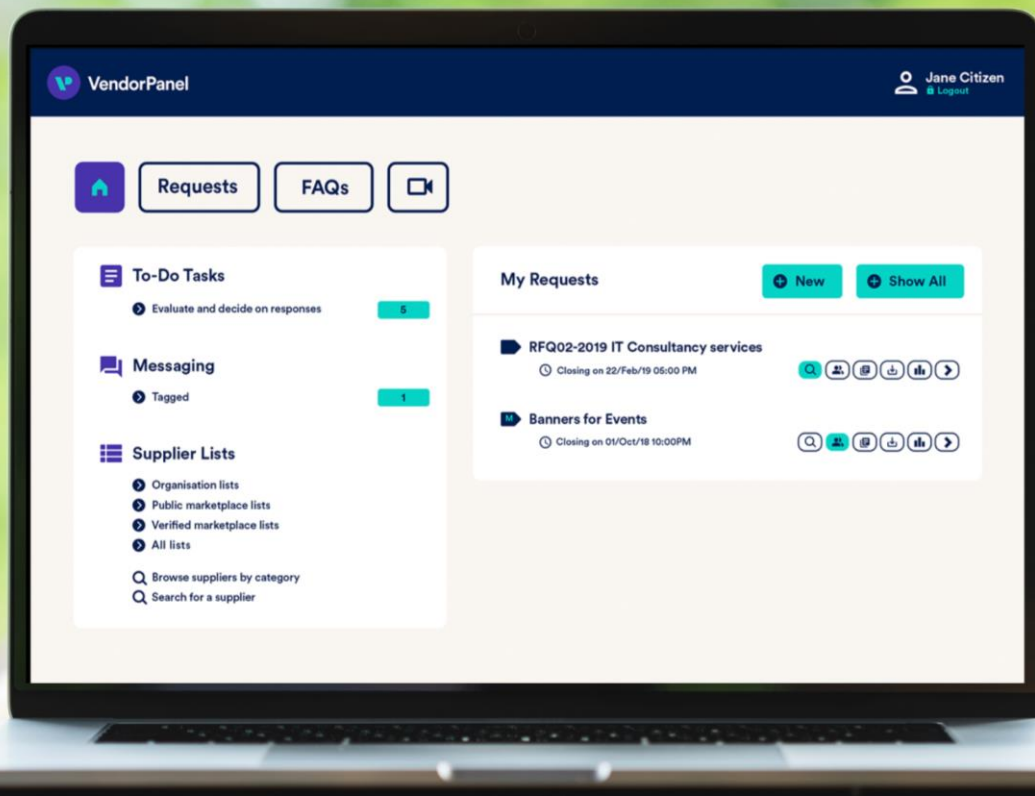 VendorPanel
Jane Citizen
Logout
Requests
FAQs
To-Do Tasks
Evaluate and decide on responses 5
Messaging
Tagged 1
Supplier Lists
Organisation lists
Public marketplace lists
Verified marketplace lists
All lists
Browse suppliers by category
Search for a supplier
My Requests
New
Show All
RFQ02-2019 IT Consultancy services
Closing on 22/Feb/19 05:00 PM
M Banners for Events
Closing on 01/Oct/18 10:00PM